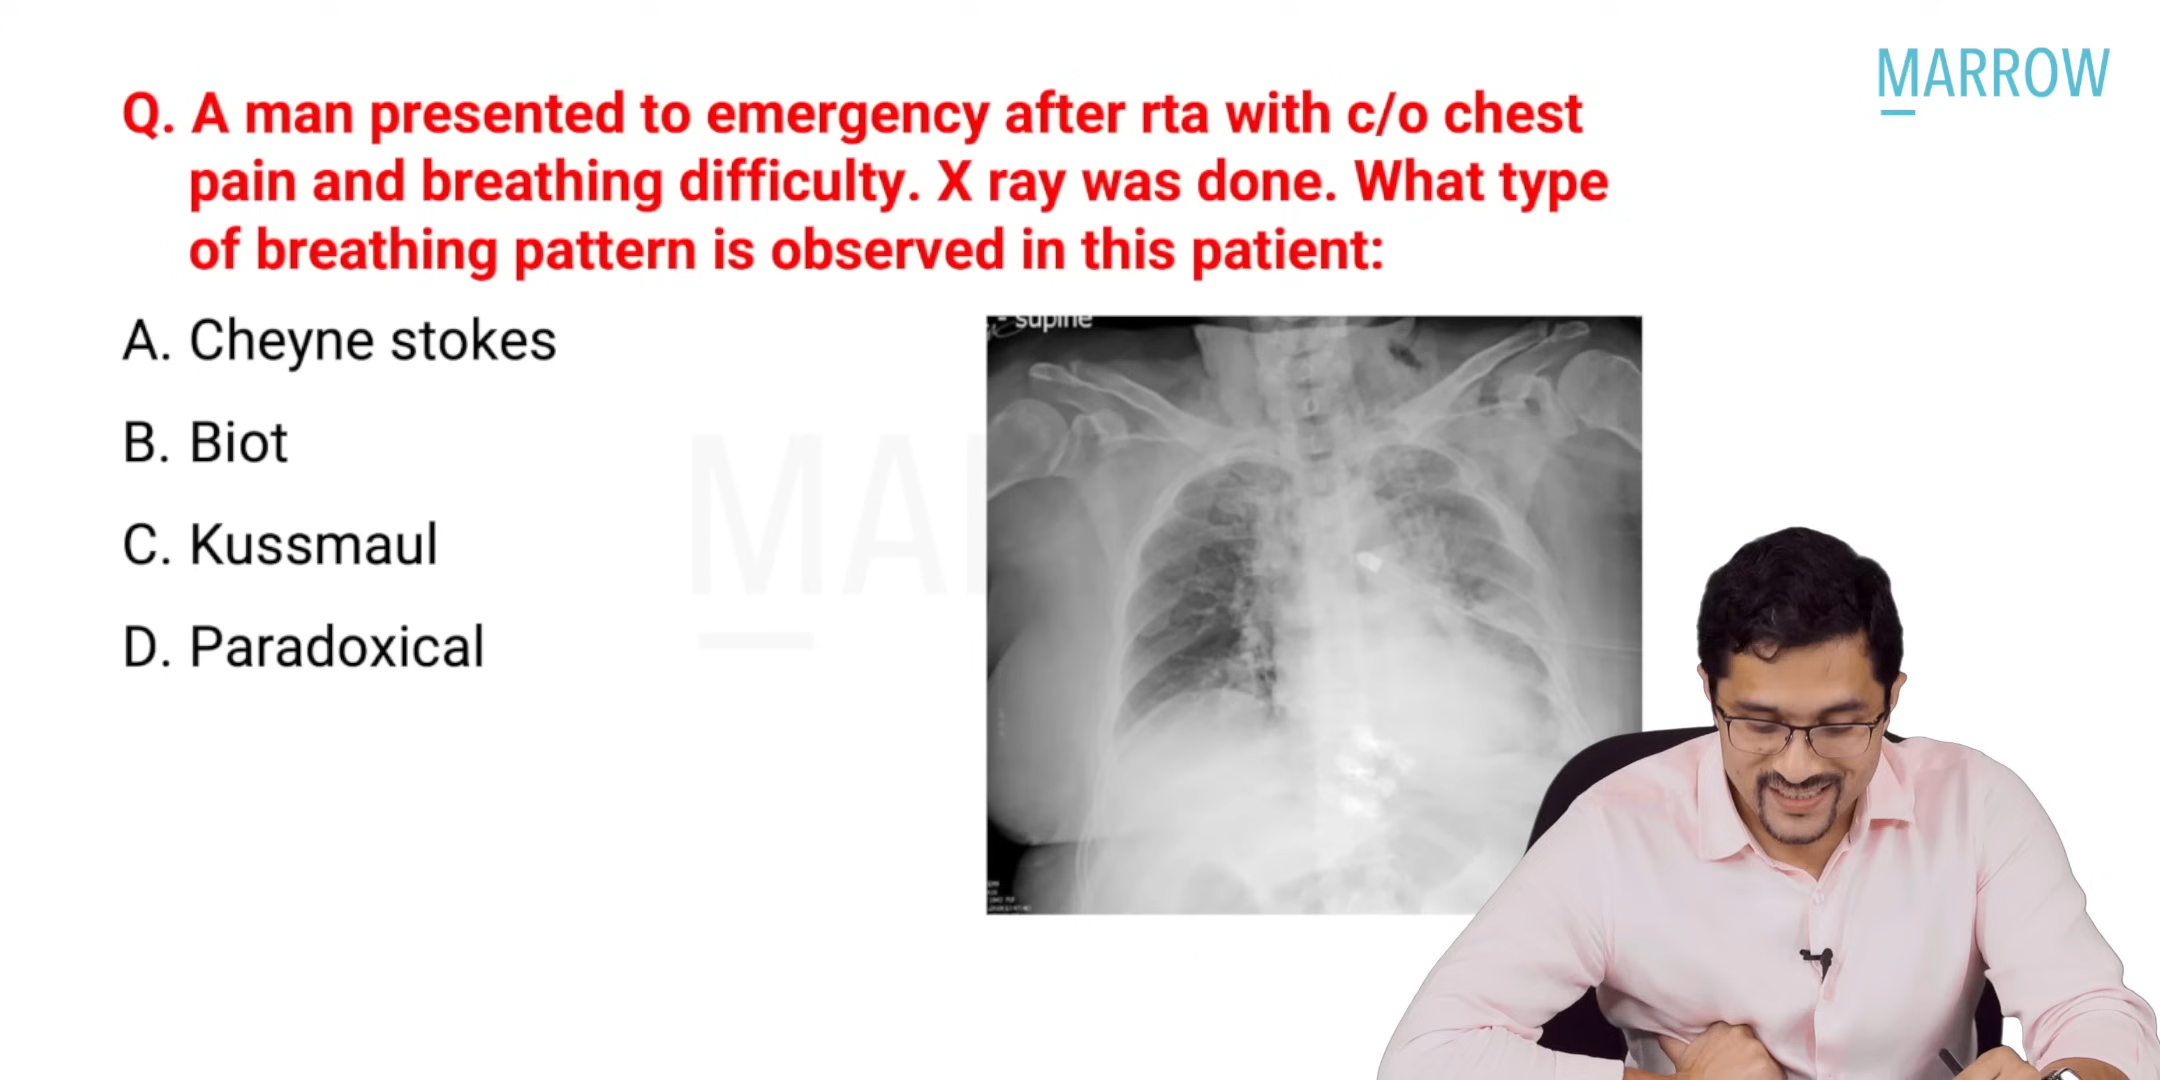 MARROW
Q. A man presented to emergency after rta with c/o chest
pain and breathing difficulty. X ray was done. What type
of breathing pattern is observed in this patient:
A. Cheyne stokes
- supine
B. Biot
MA
C. Kussmaul
D. Paradoxical